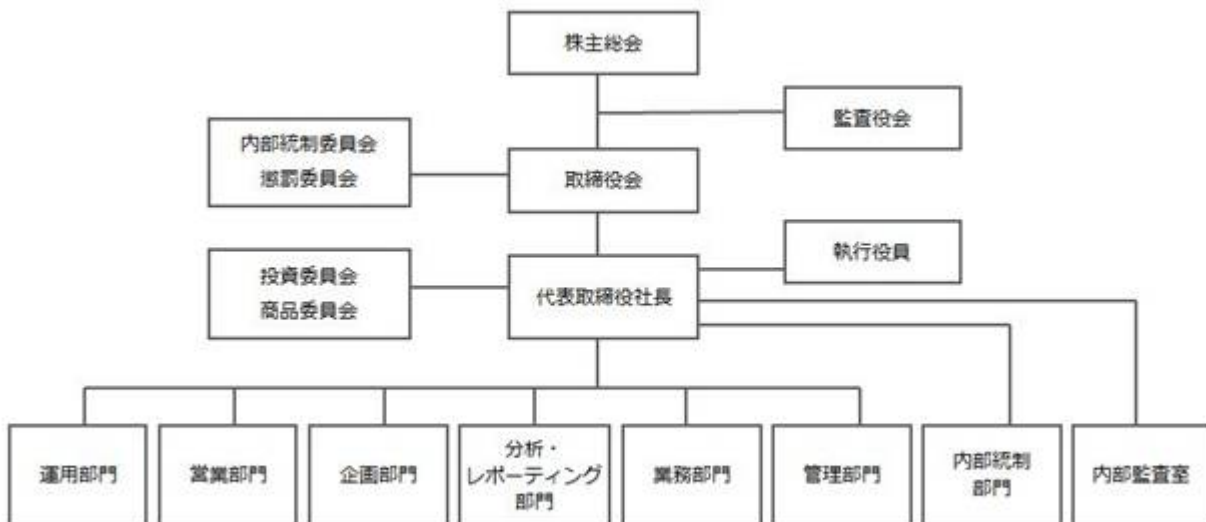 株主総会
監査役会
内部統制委員会
懲罰委員会
取締役会
執行役員
投資委員会
商品委員会
代表取締役社長
運用部門
営業部門
企画部門
分析・
レポーティング
部門
業務部門
管理部門
内部統制
部門
内部監査室